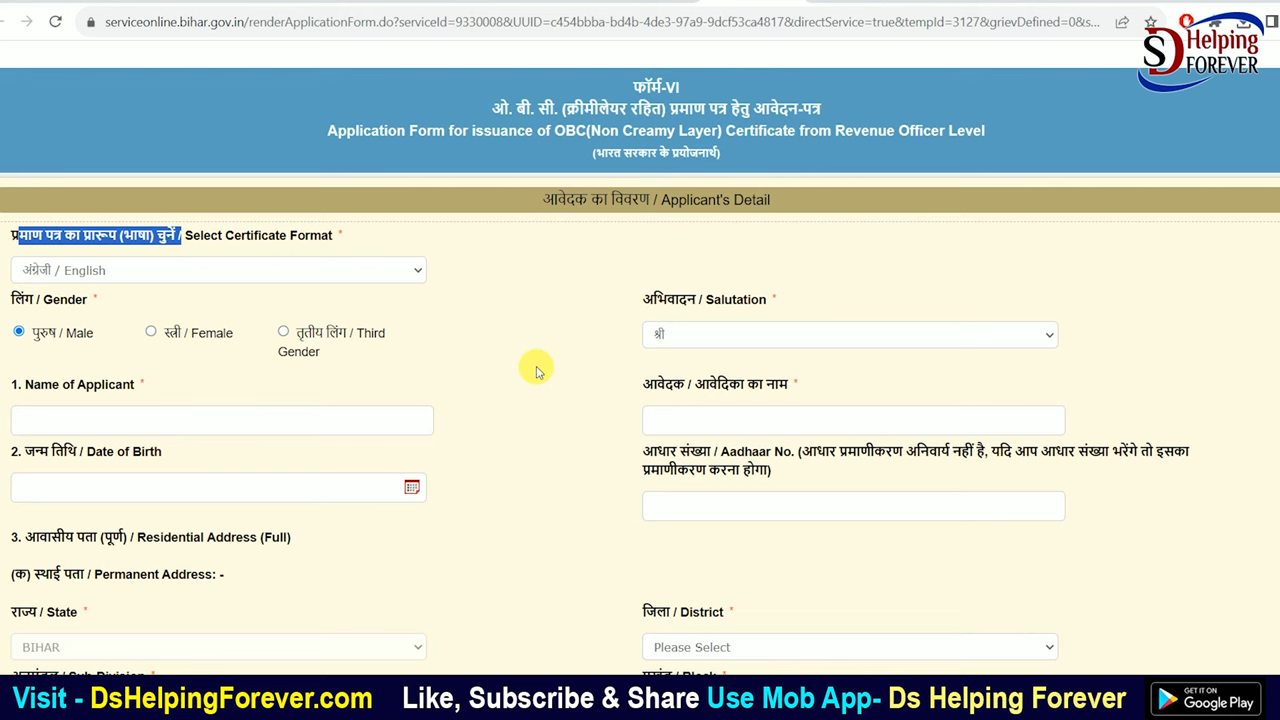 serviceonline.bihar.gov.in/renderApplicationForm.do?serviceId=9330008&UUID=c454bbba-bd4b-4de3-97a9-9dcf53ca4817&directService=true&tempId=3127&grievDefined=0&s...
SD Helping
FOREVER
फॉर्म-VI
ओ. बी. सी. (क्रीमीलेयर रहित) प्रमाण पत्र हेतु आवेदन-पत्र
Application Form for issuance of OBC(Non Creamy Layer) Certificate from Revenue Officer Level
(भारत सरकार के प्रयोजनार्थ)
आवेदक का विवरण / Applicant's Detail
प्रमाण पत्र का प्रारूप (भाषा) चुनें / Select Certificate Format *
अंग्रेजी / English
लिंग / Gender *
अभिवादन / Salutation *
पुरुष / Male
स्त्री / Female
तृतीय लिंग / Third
Gender
श्री
1. Name of Applicant *
आवेदक / आवेदिका का नाम *
2. जन्म तिथि / Date of Birth
आधार संख्या / Aadhaar No. (आधार प्रमाणीकरण अनिवार्य नहीं है, यदि आप आधार संख्या भरेंगे तो इसका
प्रमाणीकरण करना होगा)
3. आवासीय पता (पूर्ण) / Residential Address (Full)
(क) स्थाई पता / Permanent Address: -
राज्य / State *
जिला / District *
BIHAR
Please Select
Visit - DsHelpingForever.com Like, Subscribe & Share Use Mob App- Ds Helping Forever
GET IT ON
Google Play